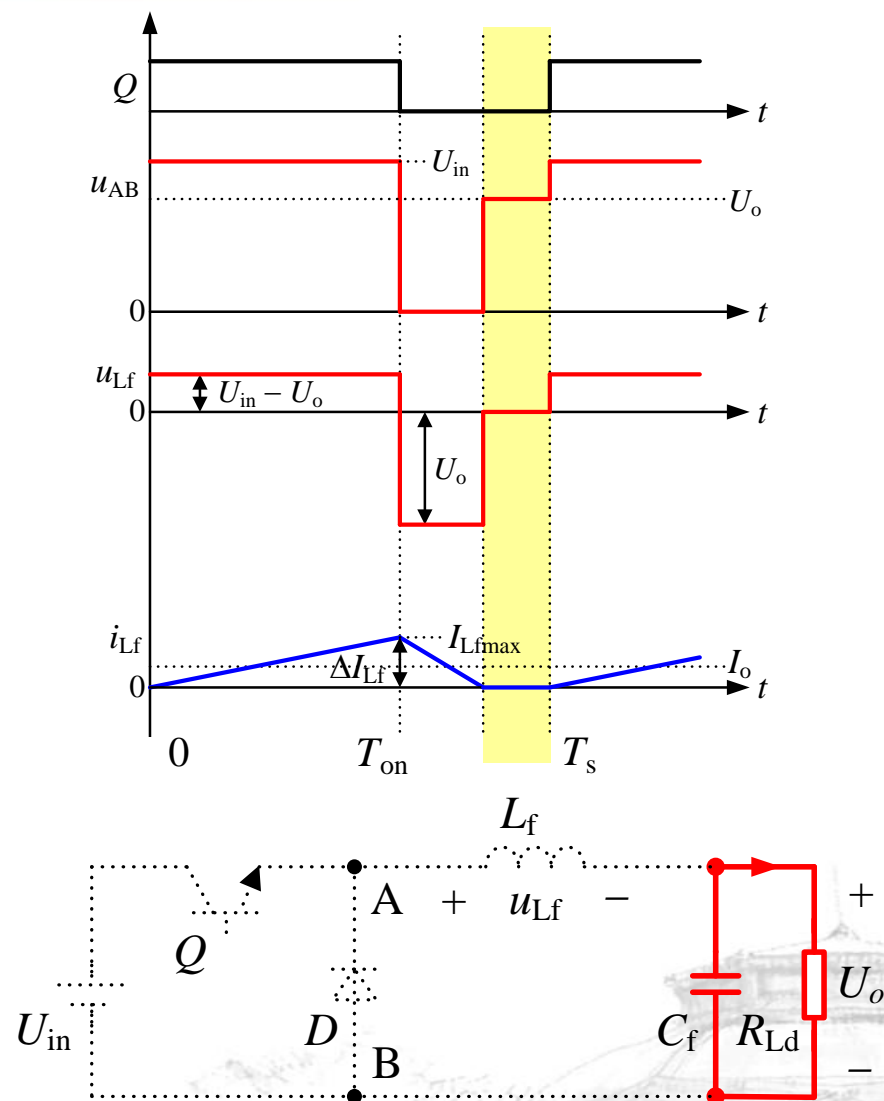 Q
t
U_in
u_AB
U_o
0
t
u_Lf
U_in − U_o
0
t
U_o
i_Lf
I_Lfmax
ΔI_Lf
I_o
0
t
0
T_on
T_s
L_f
A
+ u_Lf −
+
Q
U_in
D
C_f
R_Ld
U_o
B
−